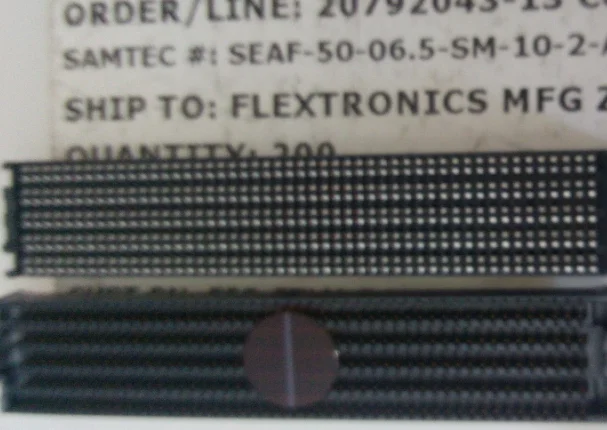 ORDER/LINE: 20792043-13
SAMTEC #: SEAF-50-06.5-SM-10-2-A
SHIP TO: FLEXTRONICS MFG
QUANTITY: 200